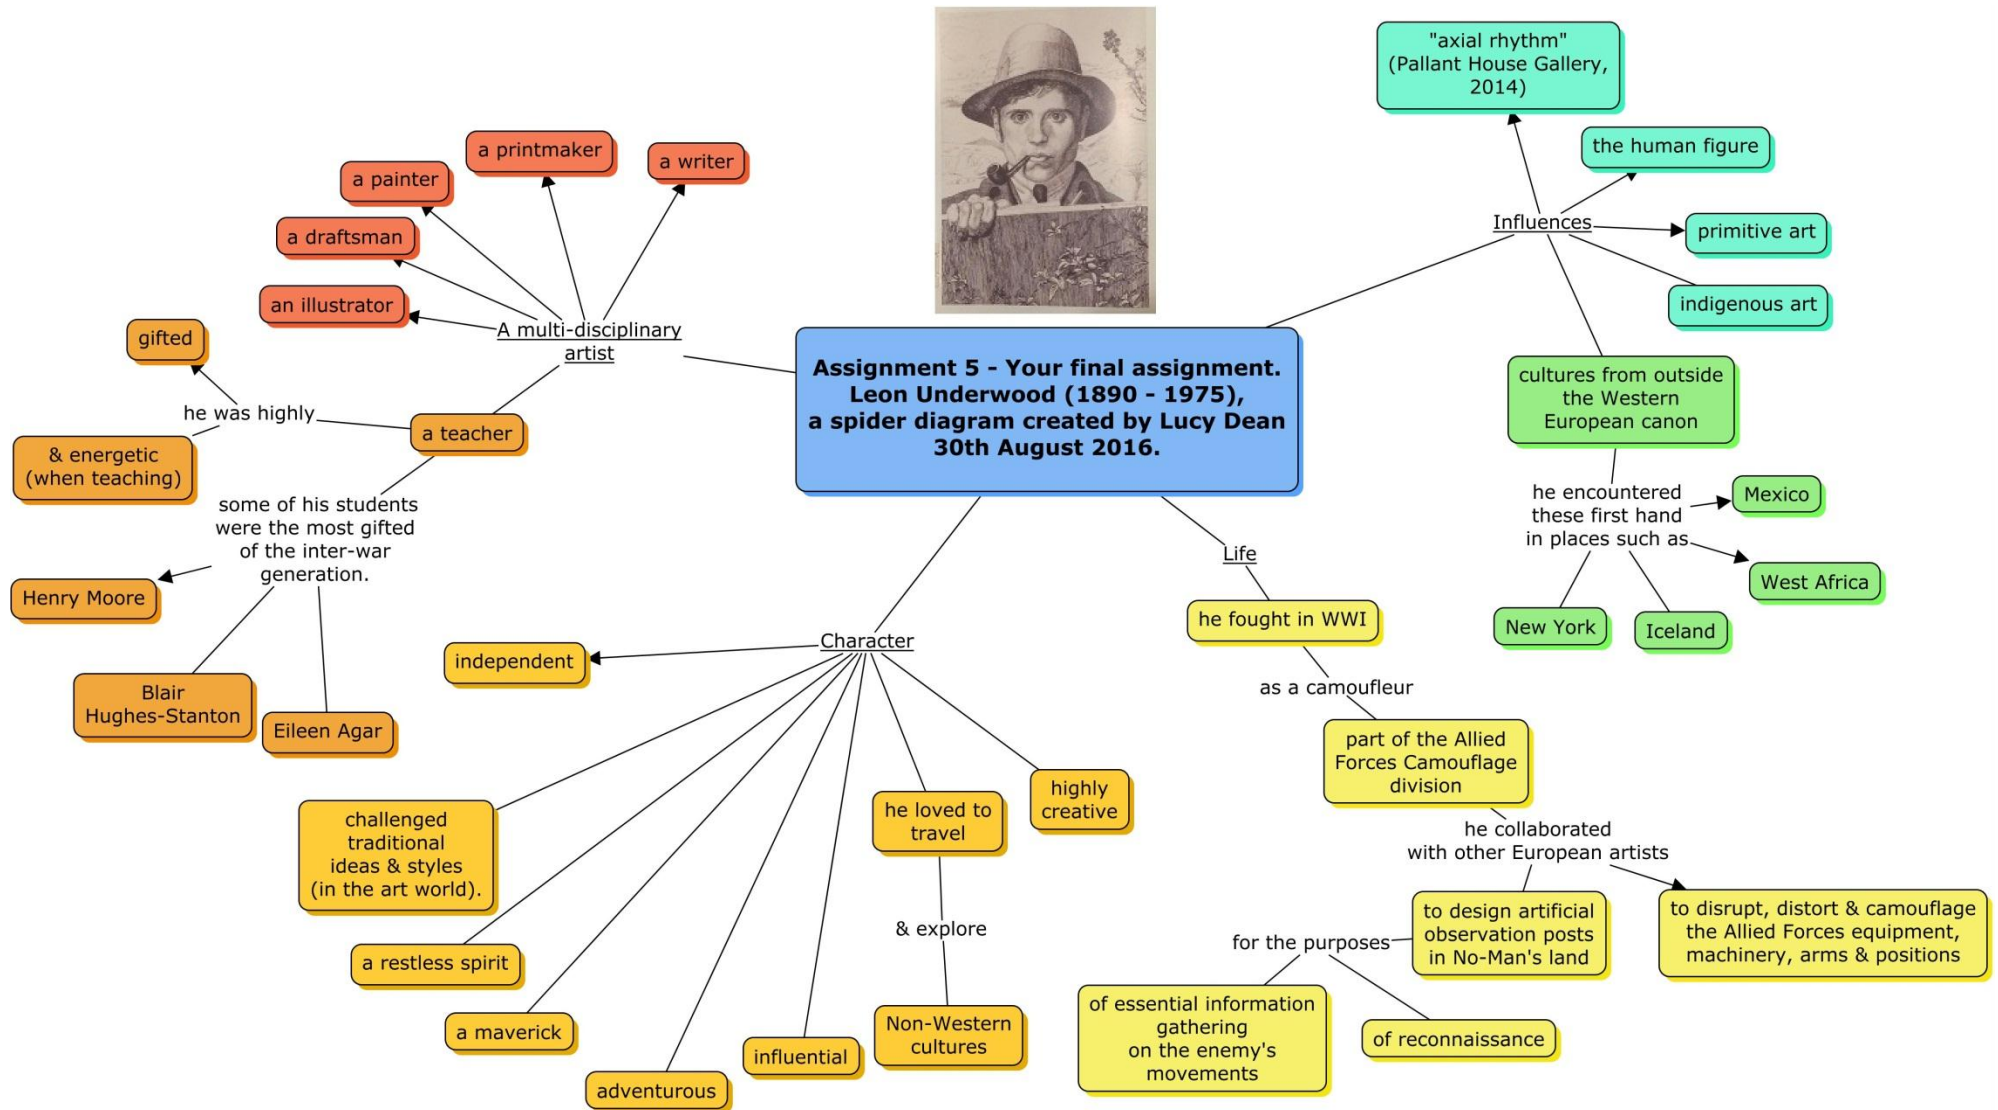 Assignment 5 - Your final assignment.
Leon Underwood (1890 - 1975),
a spider diagram created by Lucy Dean
30th August 2016.
A multi-disciplinary
artist
a writer
a printmaker
a painter
a draftsman
an illustrator
a teacher
he was highly
gifted
& energetic
(when teaching)
some of his students
were the most gifted
of the inter-war
generation.
Henry Moore
Blair
Hughes-Stanton
Eileen Agar
Character
independent
challenged
traditional
ideas & styles
(in the art world).
a restless spirit
a maverick
adventurous
influential
he loved to
travel
& explore
Non-Western
cultures
highly
creative
Life
he fought in WWI
as a camoufleur
part of the Allied
Forces Camouflage
division
he collaborated
with other European artists
to design artificial
observation posts
in No-Man's land
for the purposes
of essential information
gathering
on the enemy's
movements
of reconnaissance
to disrupt, distort & camouflage
the Allied Forces equipment,
machinery, arms & positions
Influences
"axial rhythm"
(Pallant House Gallery,
2014)
the human figure
primitive art
indigenous art
cultures from outside
the Western
European canon
he encountered
these first hand
in places such as
Mexico
West Africa
Iceland
New York